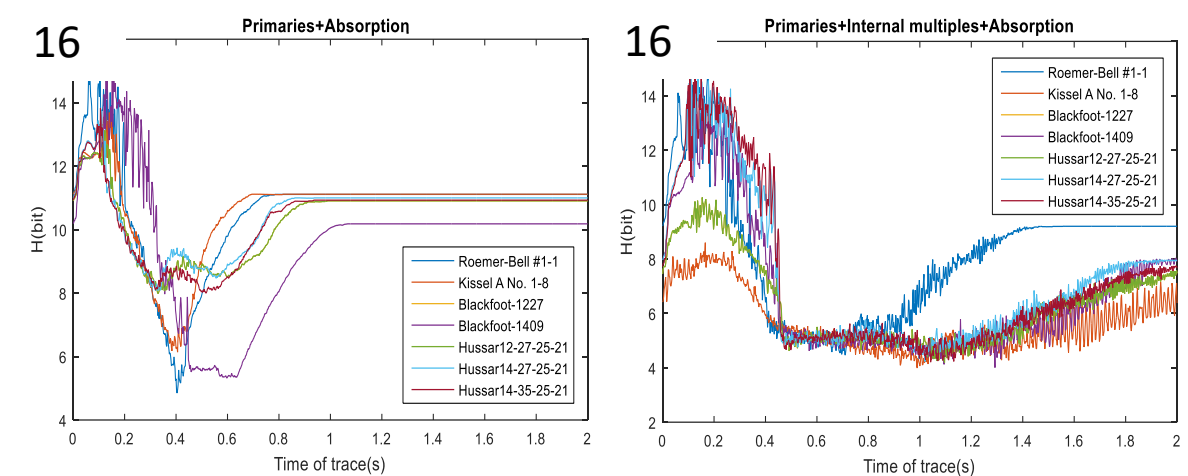 Primaries+Absorption
16
14
12
10
8
6
4
H(bit)
0 0.2 0.4 0.6 0.8 1 1.2 1.4 1.6 1.8 2
Time of trace(s)
Roemer-Bell #1-1
Kissel A No. 1-8
Blackfoot-1227
Blackfoot-1409
Hussar12-27-25-21
Hussar14-27-25-21
Hussar14-35-25-21
Primaries+Internal multiples+Absorption
16
14
12
10
8
6
4
2
H(bit)
0 0.2 0.4 0.6 0.8 1 1.2 1.4 1.6 1.8 2
Time of trace(s)
Roemer-Bell #1-1
Kissel A No. 1-8
Blackfoot-1227
Blackfoot-1409
Hussar12-27-25-21
Hussar14-27-25-21
Hussar14-35-25-21